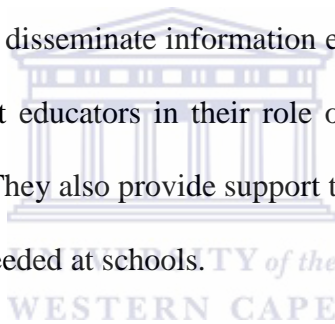 disseminate information e
t educators in their role o
They also provide support t
eeded at schools.
UNIVERSITY of the
WESTERN CAPE